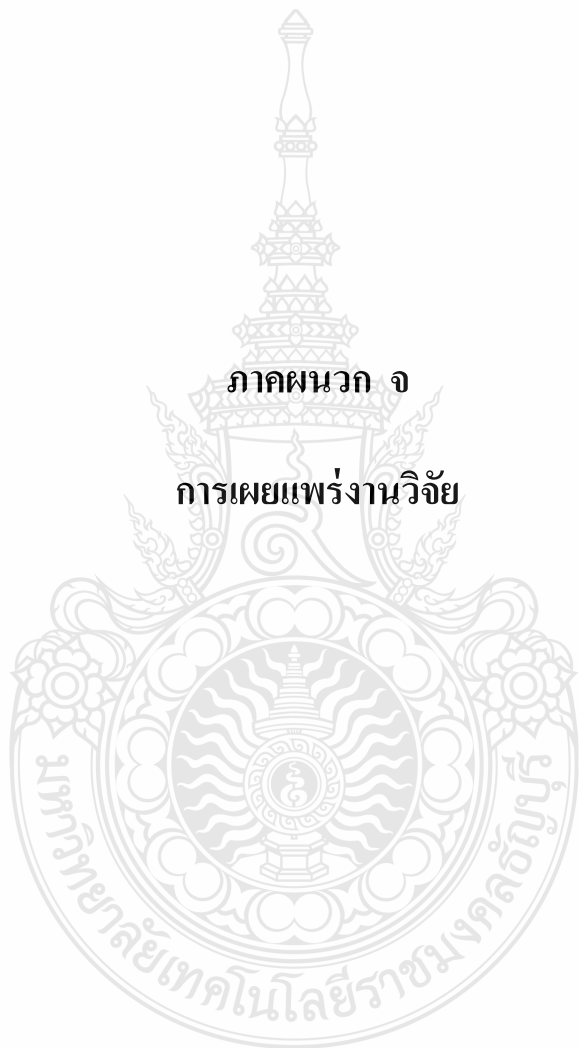 ภาคผนวก จ
การเผยแพร่งานวิจัย
มหาวิทยาลัยเทคโนโลยีราชมงคลธัญบุรี